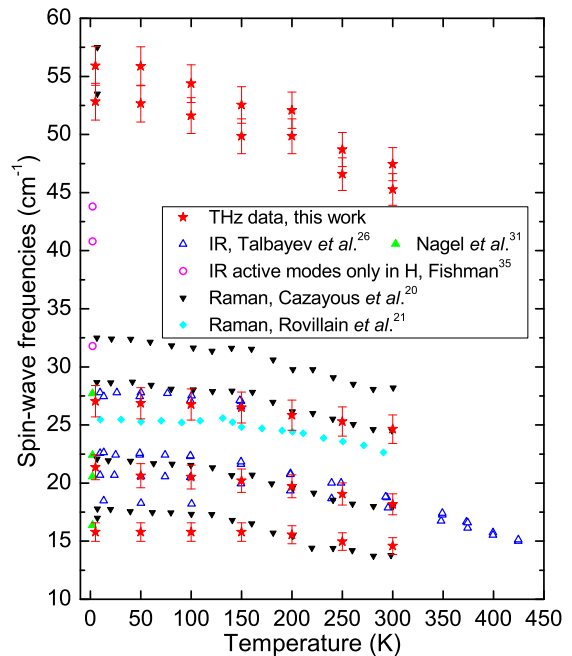 60
55
50
45
40
35
30
25
20
15
10
Spin-wave frequencies (cm⁻¹)
THz data, this work
IR, Talbayev et al.²⁶ Nagel et al.³¹
IR active modes only in H, Fishman³⁵
Raman, Cazayous et al.²⁰
Raman, Rovillain et al.²¹
0 50 100 150 200 250 300 350 400 450
Temperature (K)